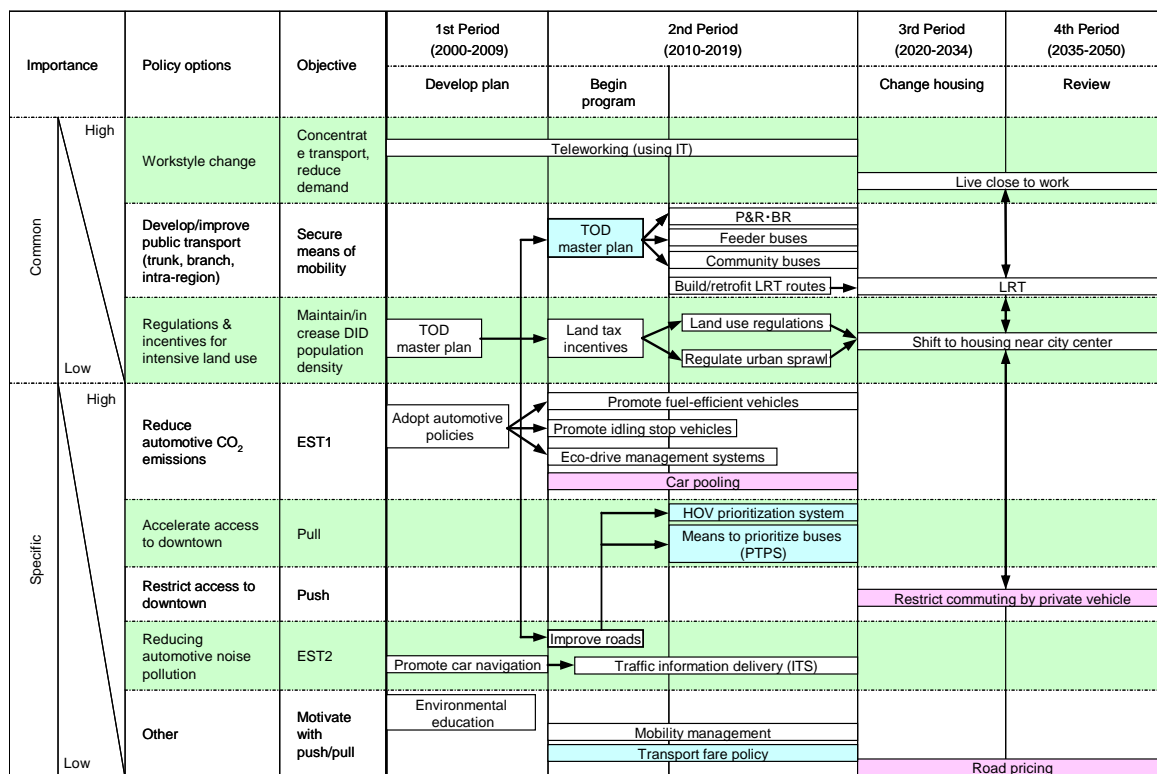 Importance
Policy options
Objective
1st Period
(2000-2009)
2nd Period
(2010-2019)
3rd Period
(2020-2034)
4th Period
(2035-2050)
Develop plan
Begin
program
Change housing
Review
Common
High
Low
Workstyle change
Concentrat
e transport,
reduce
demand
Teleworking (using IT)
Live close to work
Develop/improve
public transport
(trunk, branch,
intra-region)
Secure
means of
mobility
TOD
master plan
P&R・BR
Feeder buses
Community buses
Build/retrofit LRT routes
LRT
Regulations &
incentives for
intensive land use
Maintain/in
crease DID
population
density
TOD
master plan
Land tax
incentives
Land use regulations
Regulate urban sprawl
Shift to housing near city center
Specific
High
Low
Reduce
automotive CO2
emissions
EST1
Adopt automotive
policies
Promote fuel-efficient vehicles
Promote idling stop vehicles
Eco-drive management systems
Car pooling
Accelerate access
to downtown
Pull
HOV prioritization system
Means to prioritize buses
(PTPS)
Restrict access to
downtown
Push
Restrict commuting by private vehicle
Reducing
automotive noise
pollution
EST2
Improve roads
Promote car navigation
Traffic information delivery (ITS)
Other
Motivate
with
push/pull
Environmental
education
Mobility management
Transport fare policy
Road pricing